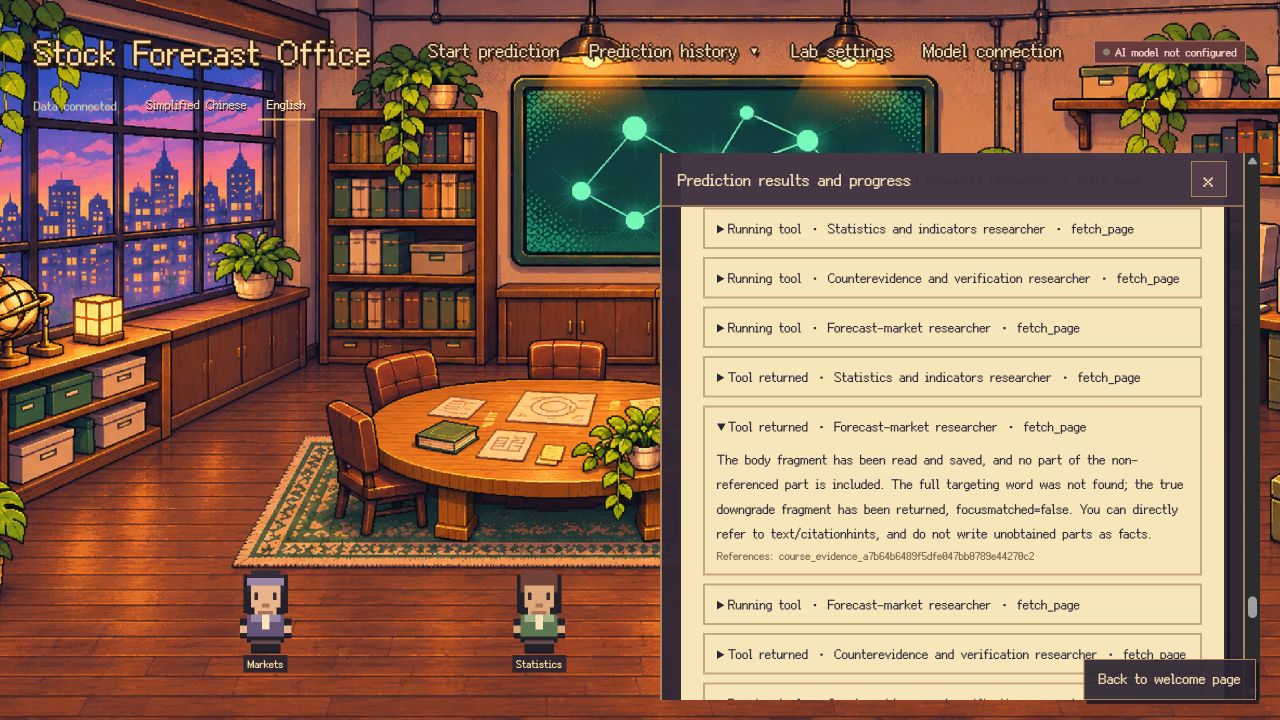 Stock Forecast Office
Start prediction
Prediction history ▼
Lab settings
Model connection
AI model not configured
Data connected
Simplified Chinese
English
Prediction results and progress
×
▶ Running tool · Statistics and indicators researcher · fetch_page
▶ Running tool · Counterevidence and verification researcher · fetch_page
▶ Running tool · Forecast-market researcher · fetch_page
▶ Tool returned · Statistics and indicators researcher · fetch_page
▼ Tool returned · Forecast-market researcher · fetch_page
The body fragment has been read and saved, and no part of the non-
referenced part is included. The full targeting word was not found; the true
downgrade fragment has been returned, focusmatched=false. You can directly
refer to text/citationhints, and do not write unobtained parts as facts.
References: course_evidence_a7b64b6489f5dfe047bb0789e44270c2
▶ Running tool · Forecast-market researcher · fetch_page
▶ Tool returned · Counterevidence and verification researcher · fetch_page
Back to welcome page
Markets
Statistics